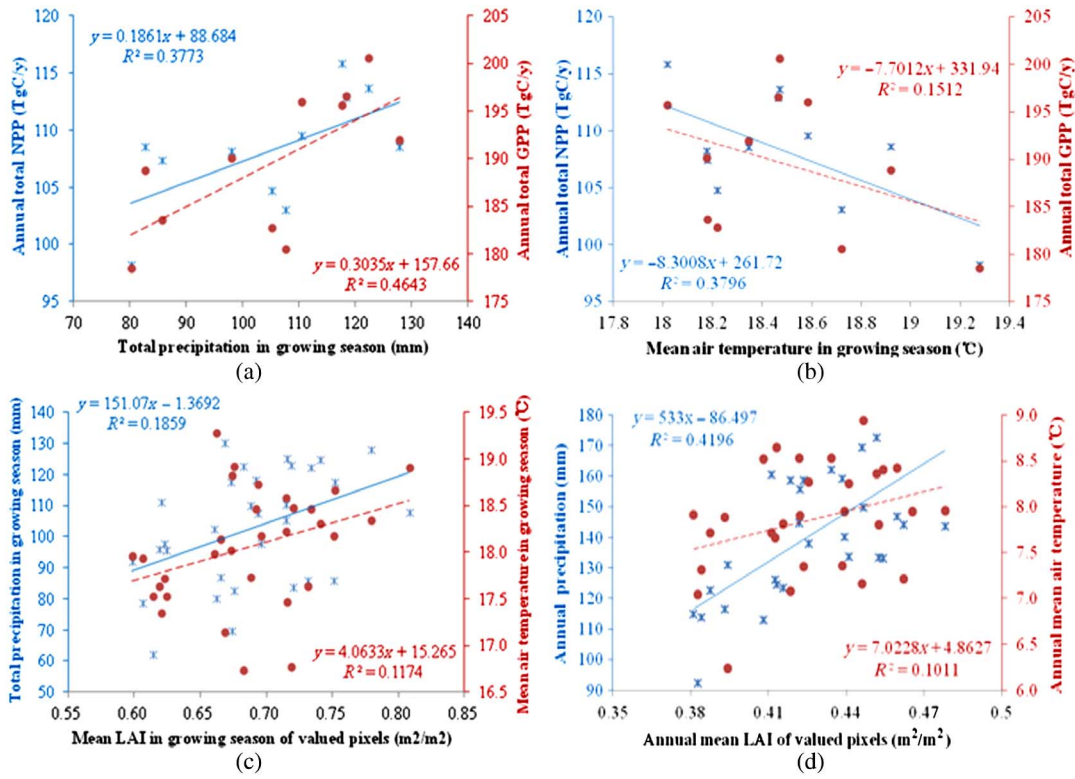 120
115
110
105
100
95
Annual total NPP (TgC/y)
y = 0.1861x + 88.684
R² = 0.3773
205
200
195
190
185
180
175
Annual total GPP (TgC/y)
y = 0.3035x + 157.66
R² = 0.4643
70 80 90 100 110 120 130 140
Total precipitation in growing season (mm)
(a)
120
115
110
105
100
95
Annual total NPP (TgC/y)
y = −7.7012x + 331.94
R² = 0.1512
205
200
195
190
185
180
175
Annual total GPP (TgC/y)
y = −8.3008x + 261.72
R² = 0.3796
17.8 18 18.2 18.4 18.6 18.8 19 19.2 19.4
Mean air temperature in growing season (℃)
(b)
140
130
120
110
100
90
80
70
60
50
Total precipitation in growing season (mm)
y = 151.07x − 1.3692
R² = 0.1859
19.5
19.0
18.5
18.0
17.5
17.0
16.5
Mean air temperature in growing season (℃)
y = 4.0633x + 15.265
R² = 0.1174
0.55 0.60 0.65 0.70 0.75 0.80 0.85
Mean LAI in growing season of valued pixels (m2/m2)
(c)
180
170
160
150
140
130
120
110
100
90
Annual precipitation (mm)
y = 533x − 86.497
R² = 0.4196
9.0
8.5
8.0
7.5
7.0
6.5
6.0
Annual mean air temperature (℃)
y = 7.0228x + 4.8627
R² = 0.1011
0.35 0.38 0.41 0.44 0.47 0.5
Annual mean LAI of valued pixels (m²/m²)
(d)